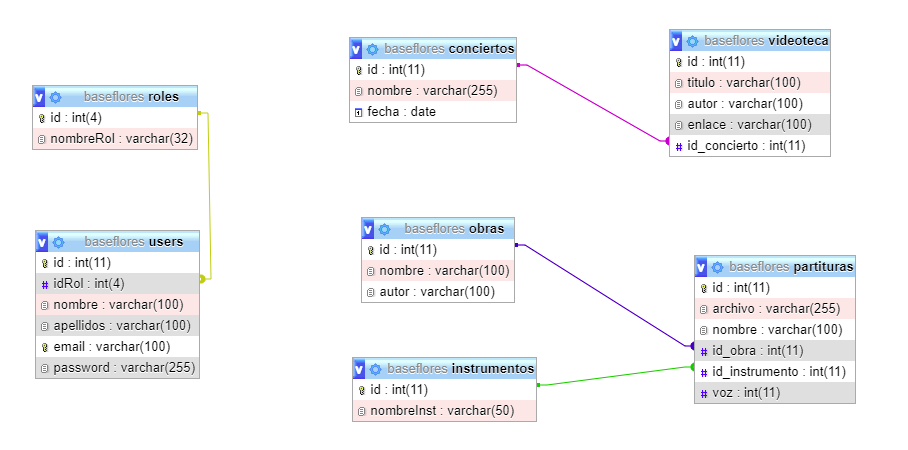 baseflores roles
id : int(4)
nombreRol : varchar(32)
baseflores users
id : int(11)
idRol : int(4)
nombre : varchar(100)
apellidos : varchar(100)
email : varchar(100)
password : varchar(255)
baseflores conciertos
id : int(11)
nombre : varchar(255)
fecha : date
baseflores videoteca
id : int(11)
titulo : varchar(100)
autor : varchar(100)
enlace : varchar(100)
id_concierto : int(11)
baseflores obras
id : int(11)
nombre : varchar(100)
autor : varchar(100)
baseflores instrumentos
id : int(11)
nombreInst : varchar(50)
baseflores partituras
id : int(11)
archivo : varchar(255)
nombre : varchar(100)
id_obra : int(11)
id_instrumento : int(11)
voz : int(11)